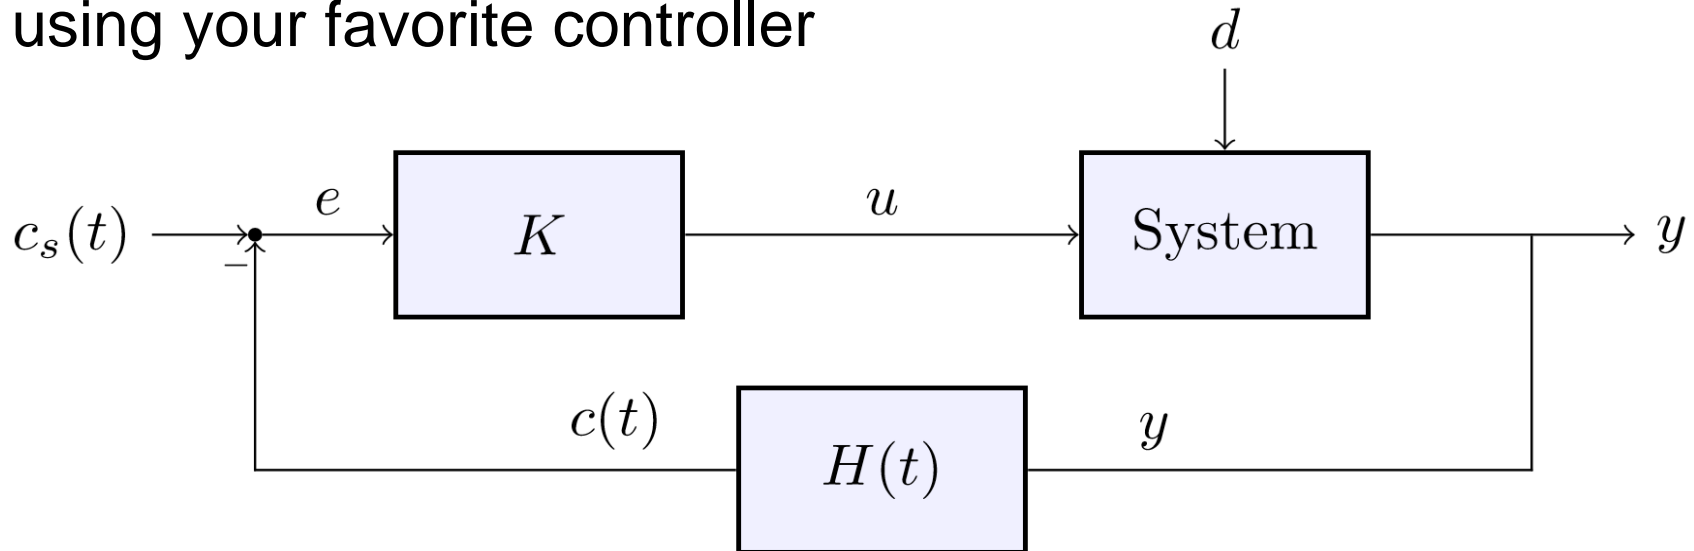 using your favorite controller
d
c_s(t)
e
K
u
System
y
−
c(t)
H(t)
y